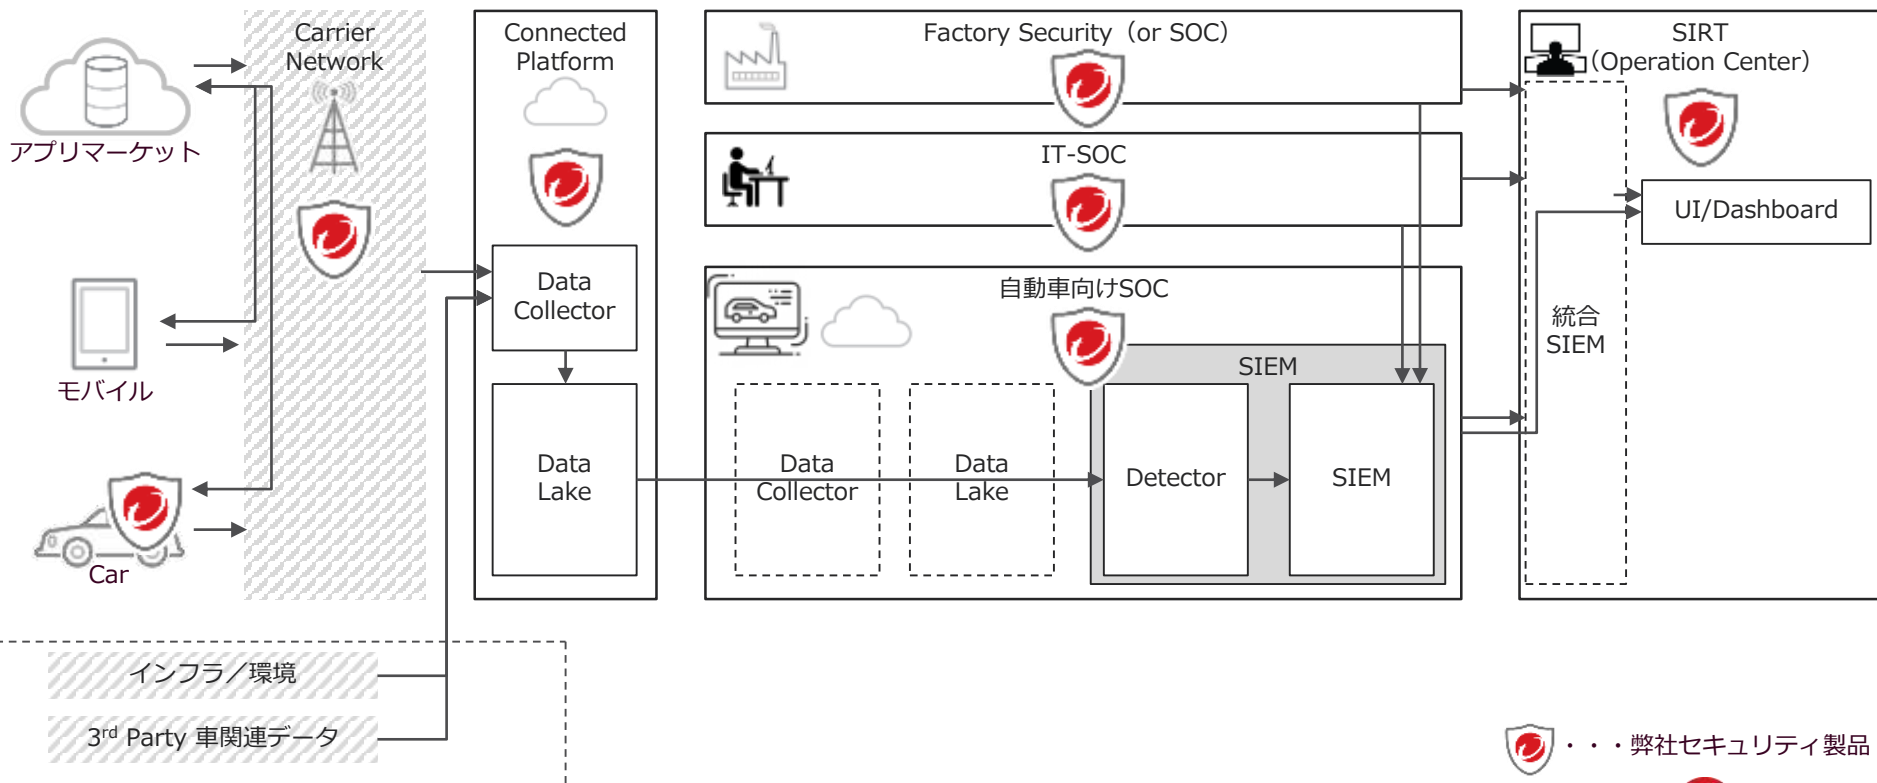 Carrier
Network
アプリマーケット
モバイル
Car
Connected
Platform
Data
Collector
Data
Lake
Factory Security（or SOC）
IT-SOC
自動車向けSOC
SIEM
Data
Collector
Data
Lake
Detector
SIEM
SIRT
（Operation Center）
UI/Dashboard
統合
SIEM
インフラ／環境
3rd Party 車関連データ
・・・弊社セキュリティ製品